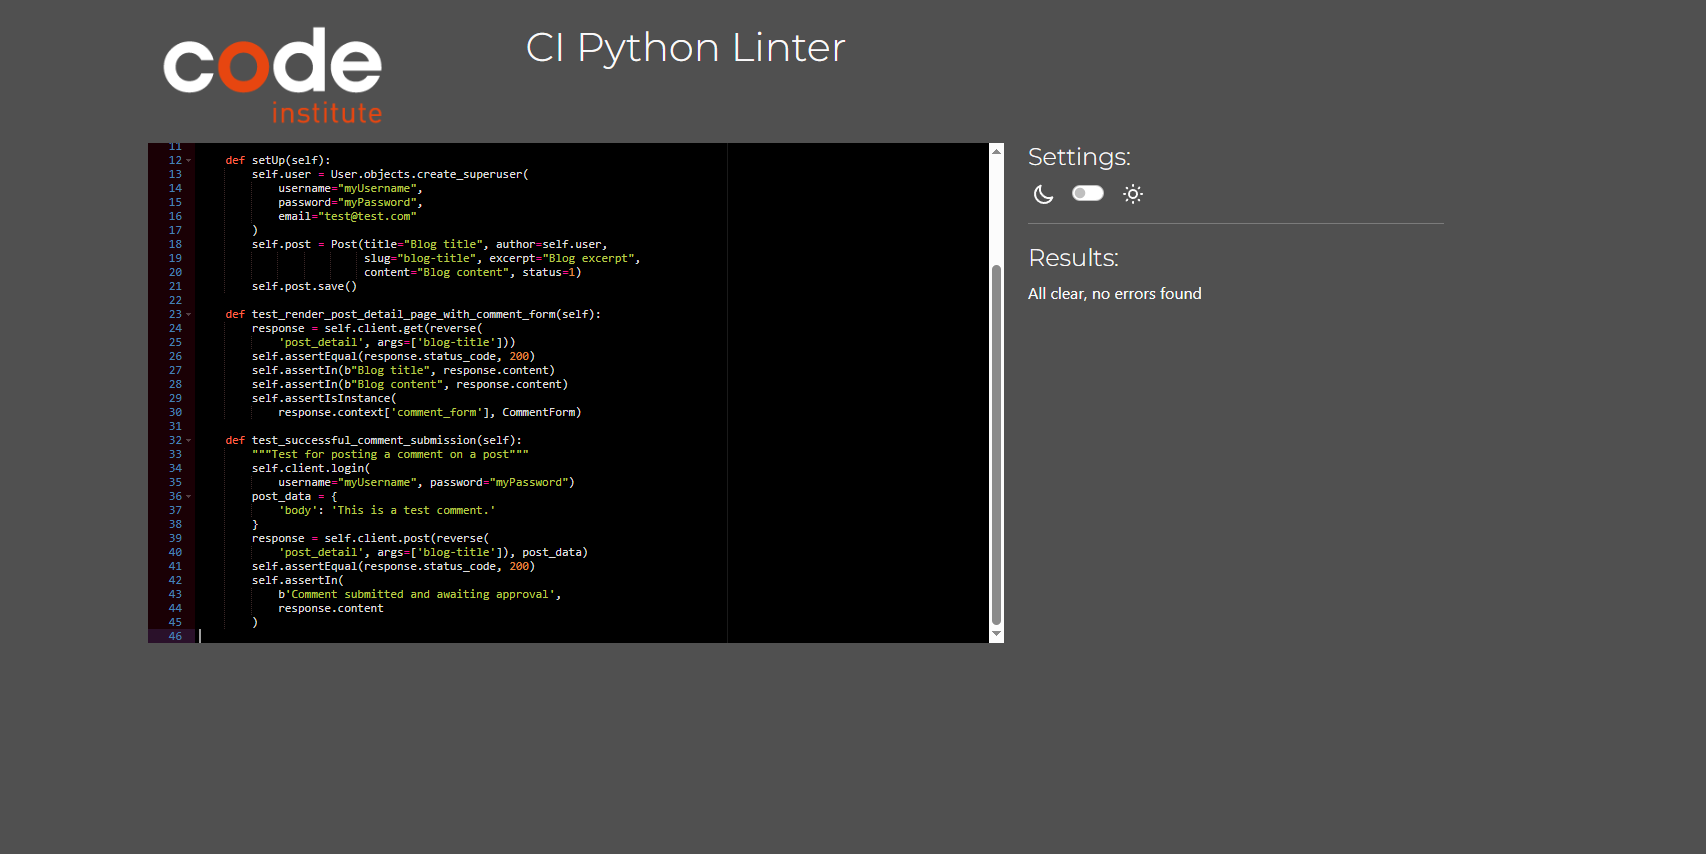 code
institute
CI Python Linter
11
12 def setUp(self):
13 self.user = User.objects.create_superuser(
14 username="myUsername",
15 password="myPassword",
16 email="test@test.com"
17 )
18 self.post = Post(title="Blog title", author=self.user,
19 slug="blog-title", excerpt="Blog excerpt",
20 content="Blog content", status=1)
21 self.post.save()
22
23 def test_render_post_detail_page_with_comment_form(self):
24 response = self.client.get(reverse(
25 'post_detail', args=['blog-title']))
26 self.assertEqual(response.status_code, 200)
27 self.assertIn(b"Blog title", response.content)
28 self.assertIn(b"Blog content", response.content)
29 self.assertIsInstance(
30 response.context['comment_form'], CommentForm)
31
32 def test_successful_comment_submission(self):
33 """Test for posting a comment on a post"""
34 self.client.login(
35 username="myUsername", password="myPassword")
36 post_data = {
37 'body': 'This is a test comment.'
38 }
39 response = self.client.post(reverse(
40 'post_detail', args=['blog-title']), post_data)
41 self.assertEqual(response.status_code, 200)
42 self.assertIn(
43 b'Comment submitted and awaiting approval',
44 response.content
45 )
46
Settings:
Results:
All clear, no errors found